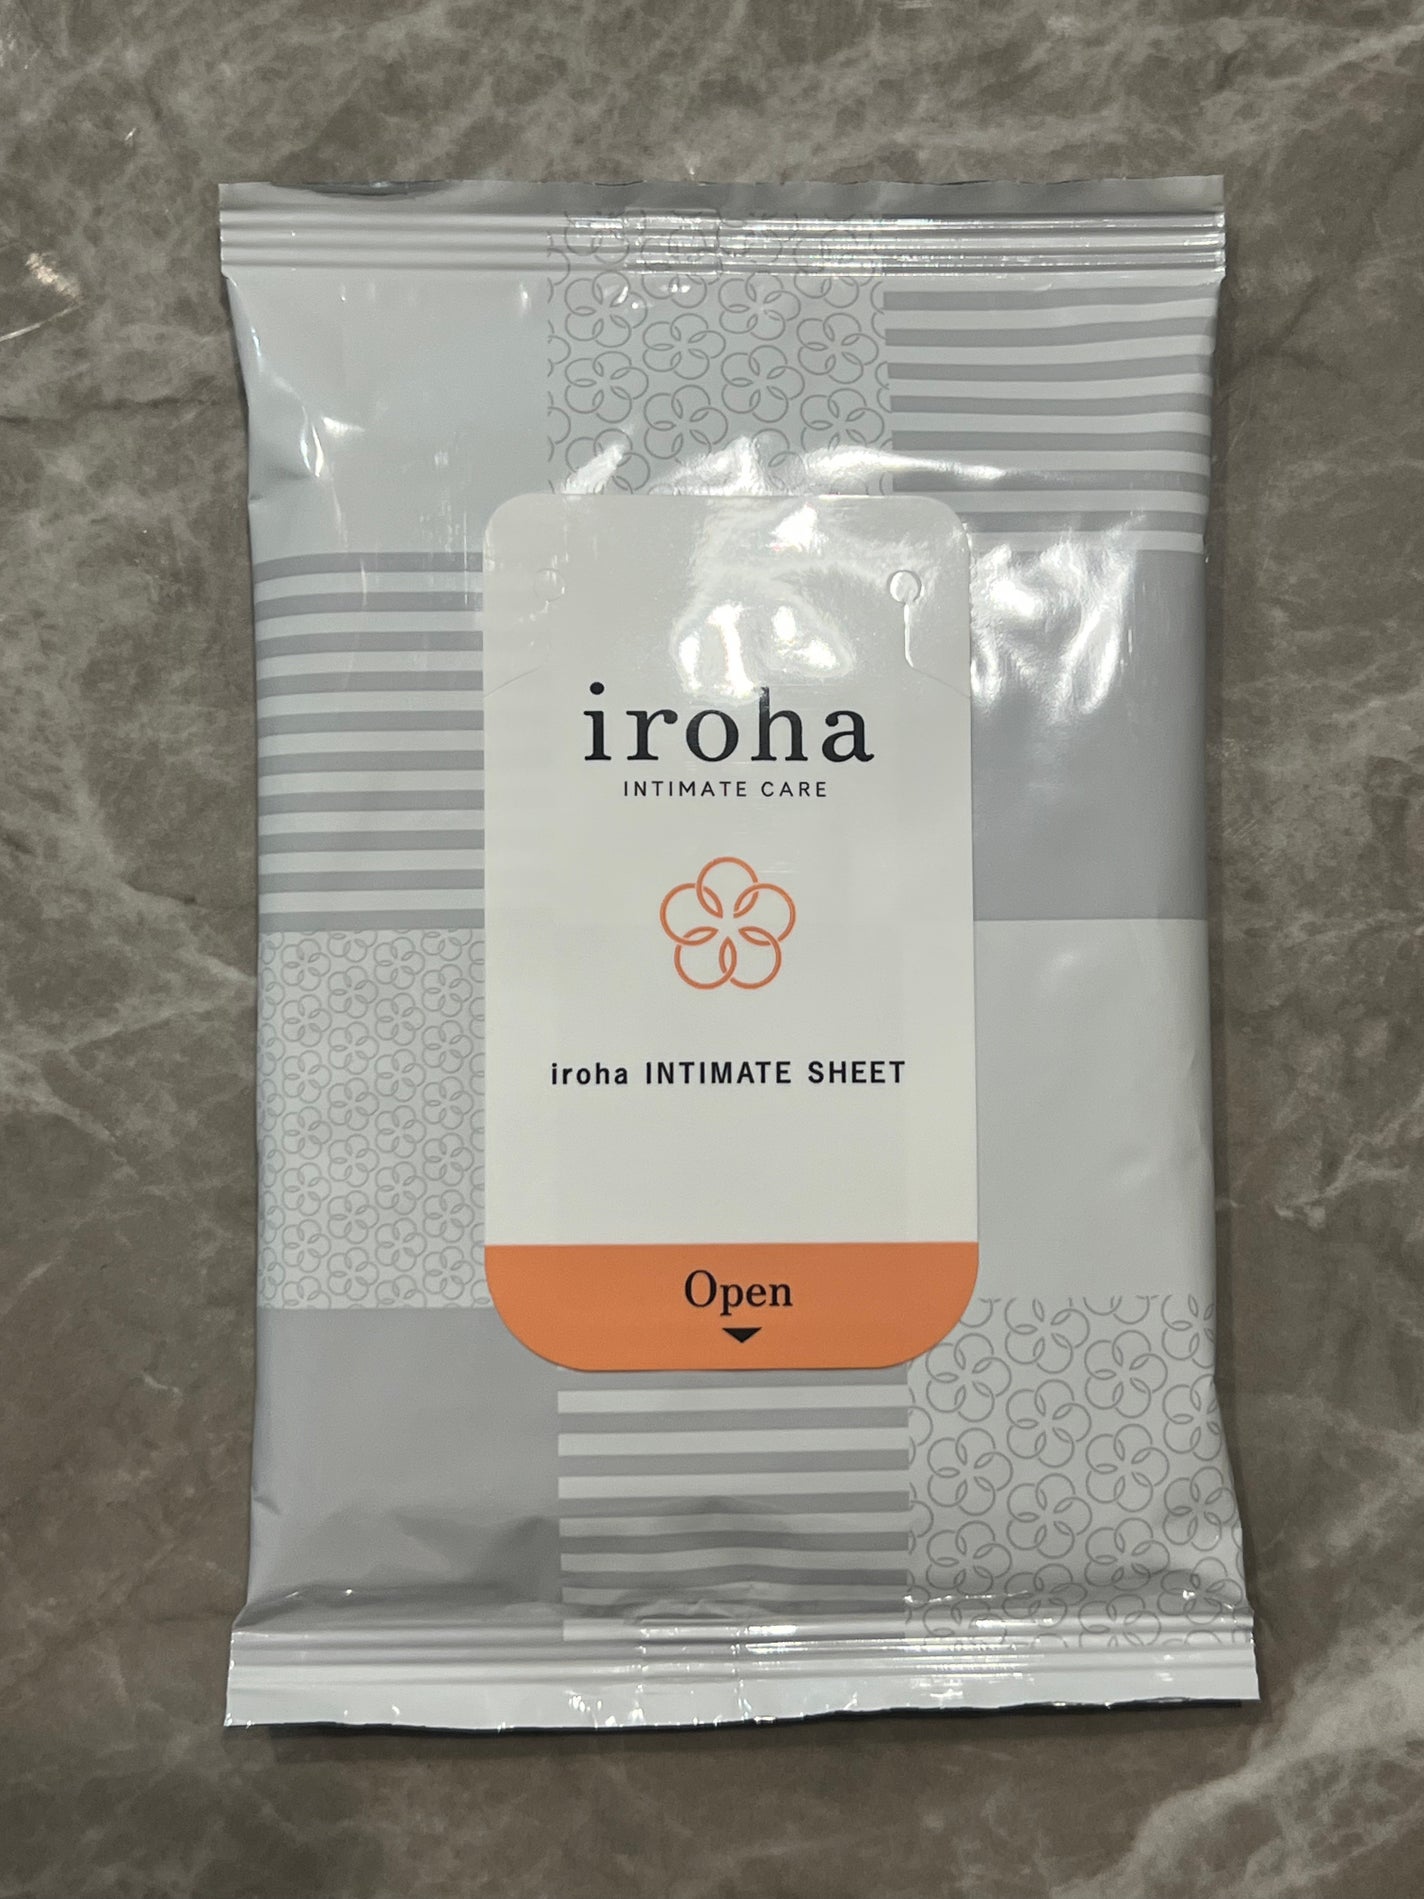 iroha
INTIMATE CARE
iroha INTIMATE SHEET
Open